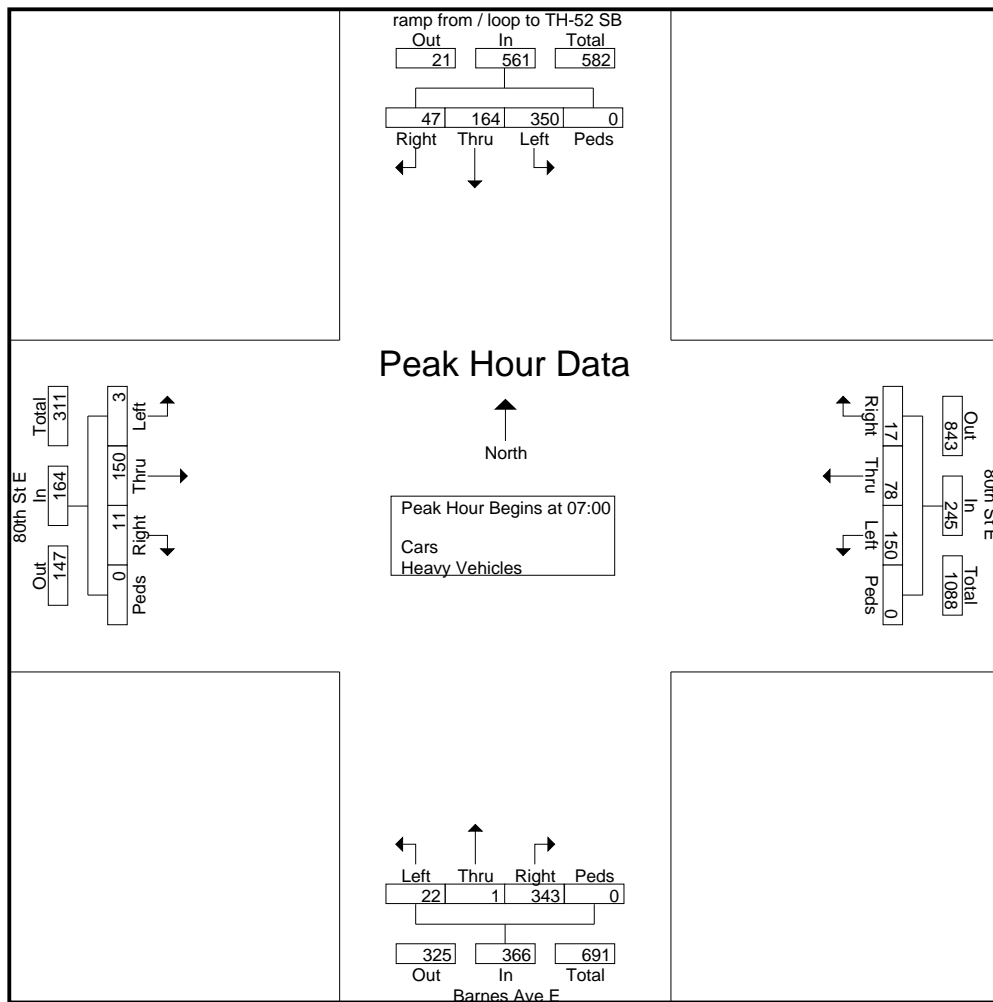 ramp from / loop to TH-52 SB
Out In Total
21 561 582
47 164 350 0
Right Thru Left Peds
Peak Hour Data
North
Peak Hour Begins at 07:00
Cars
Heavy Vehicles
80th St E
Total In Out
311 164 147
3 150 11 0
Left Thru Right Peds
Right Thru Left Peds
17 78 150 0
Out In Total
843 245 1088
80th St E
Left Thru Right Peds
22 1 343 0
325 366 691
Out In Total
Barnes Ave E